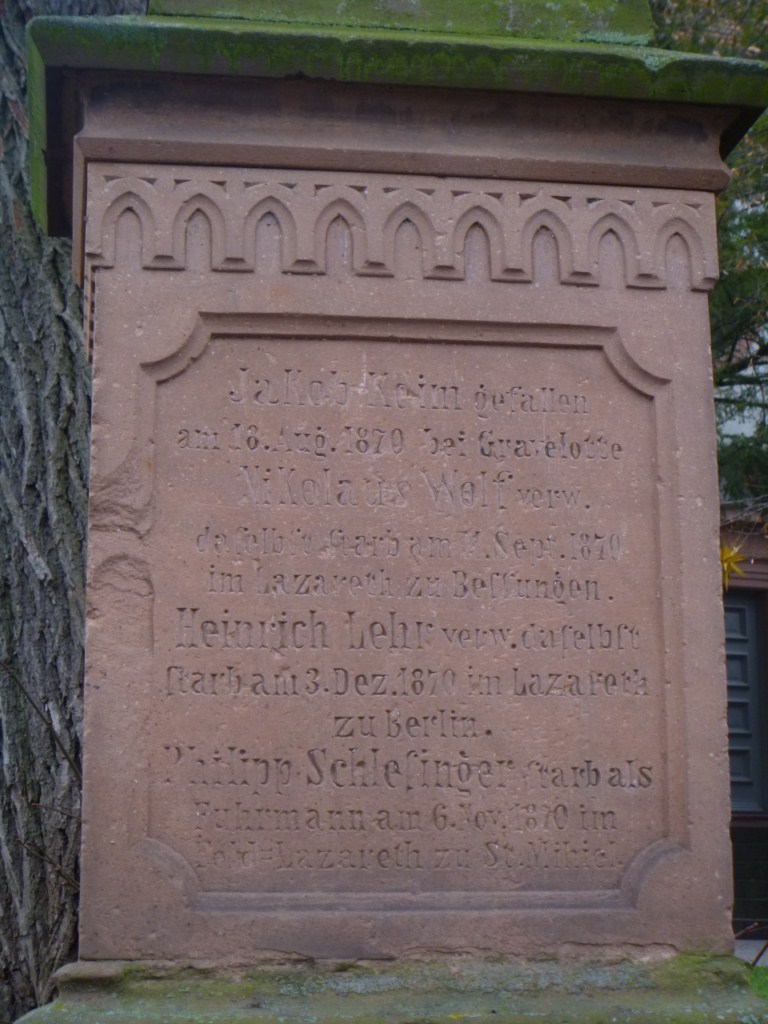 Jakob Keim gefallen
am 18. Aug. 1870 bei Gravelotte
Nikolaus Wolf verw.
daſelbſt ſtarb am Sept. 1870
im Lazareth zu Beſſungen.
Heinrich Lehr verw. daſelbſt
ſtarb am 3. Dez. 1870 im Lazareth
zu Berlin.
Philipp Schleſinger ſtarb als
Fuhrmann am 6. Nov. 1870 im
Feld=Lazareth zu St. Mihiel.